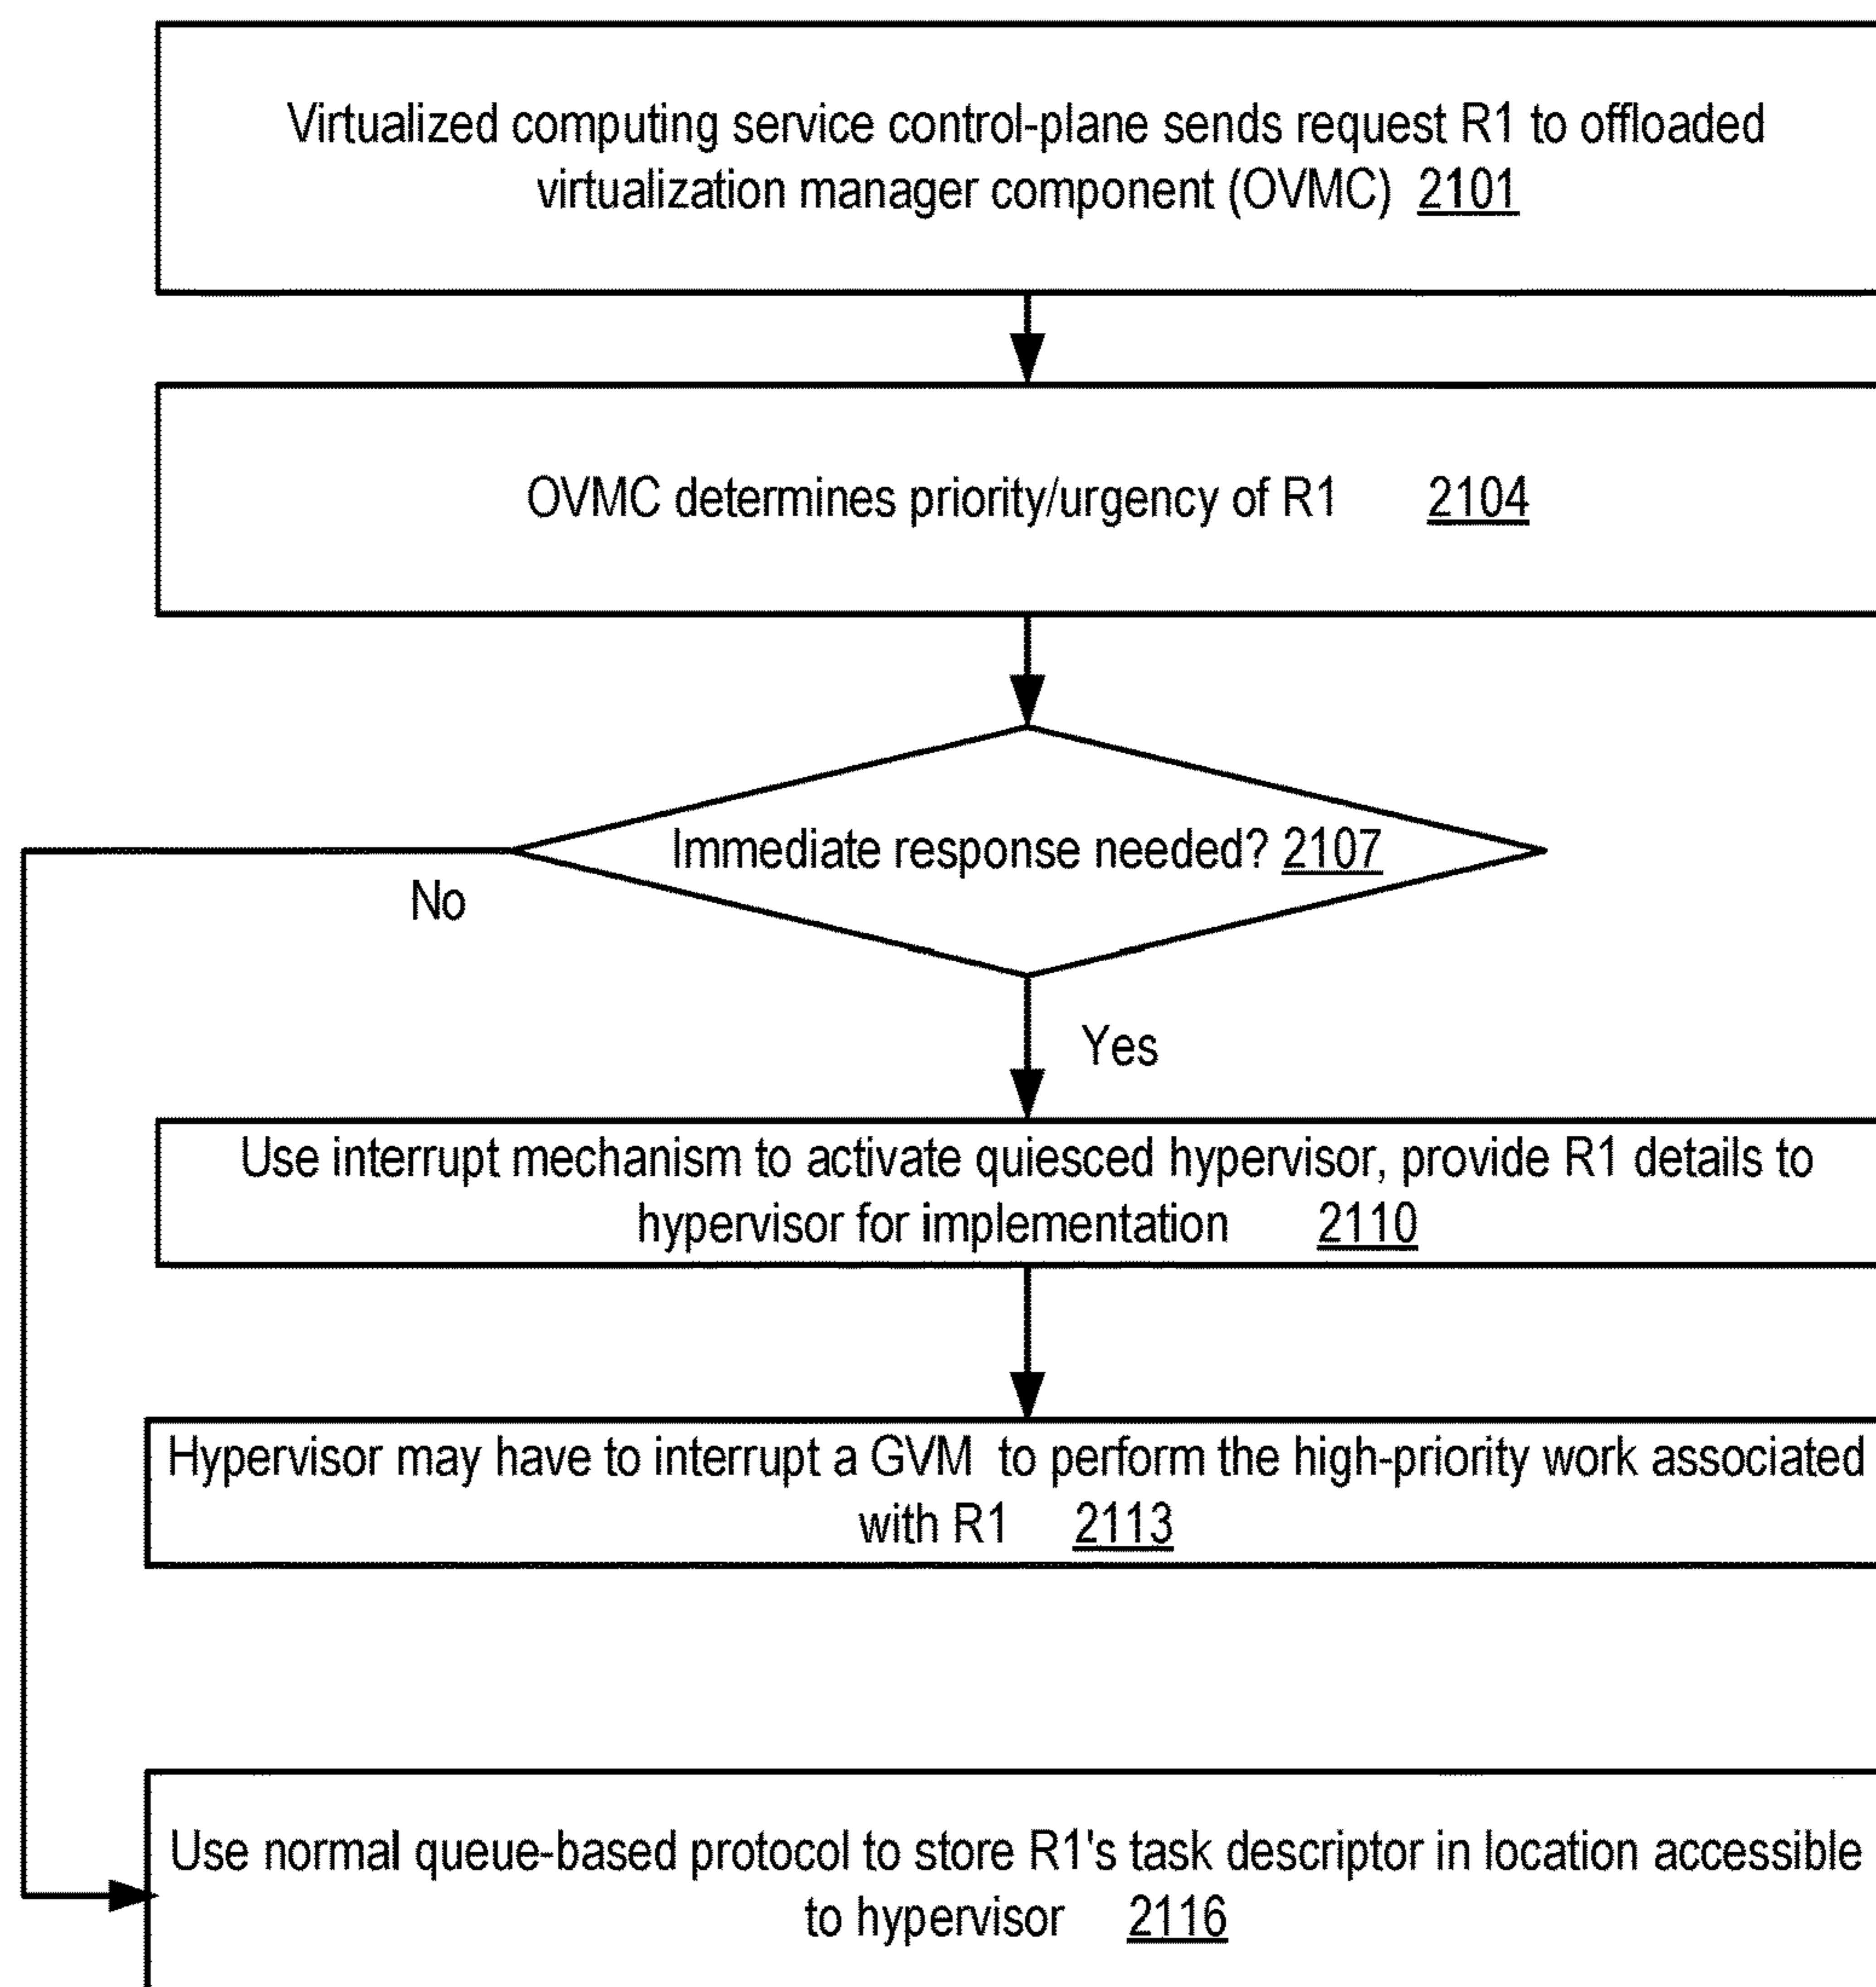 Virtualized computing service control-plane sends request R1 to offloaded
virtualization manager component (OVMC) 2101
OVMC determines priority/urgency of R1 2104
Immediate response needed? 2107
No
Yes
Use interrupt mechanism to activate quiesced hypervisor, provide R1 details to
hypervisor for implementation 2110
Hypervisor may have to interrupt a GVM to perform the high-priority work associated
with R1 2113
Use normal queue-based protocol to store R1's task descriptor in location accessible
to hypervisor 2116